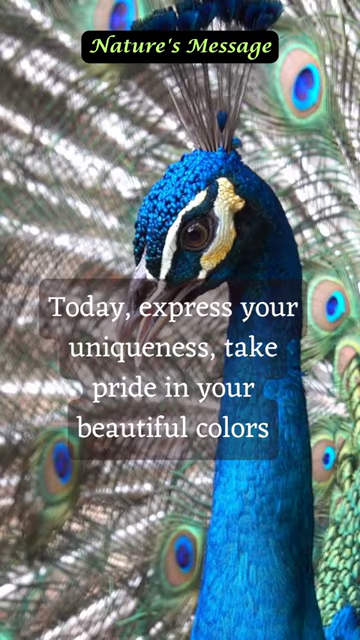 Nature's Message
Today, express your
uniqueness, take
pride in your
beautiful colors